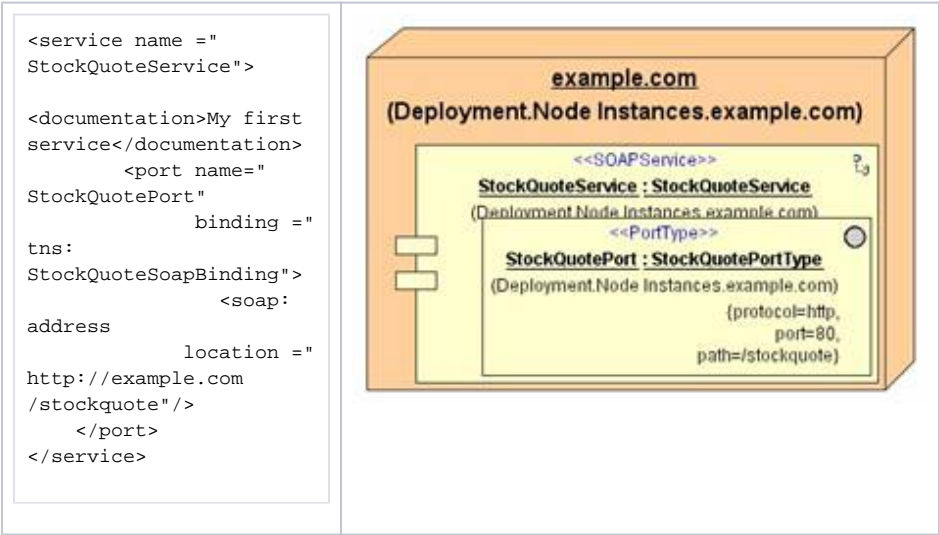 <service name ="
StockQuoteService">
<documentation>My first
service</documentation>
<port name="
StockQuotePort"
binding ="
tns:
StockQuoteSoapBinding">
<soap:
address
location ="
http://example.com
/stockquote"/>
</port>
</service>
example.com
(Deployment.Node Instances.example.com)
<<SOAPService>>
StockQuoteService : StockQuoteService
(Deployment.Node Instances.example.com)
<<PortType>>
StockQuotePort : StockQuotePortType
(Deployment.Node Instances.example.com)
{protocol=http,
port=80,
path=/stockquote}